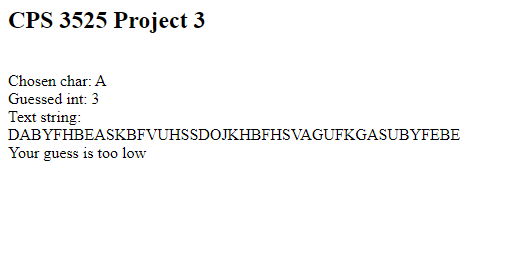 CPS 3525 Project 3
Chosen char: A
Guessed int: 3
Text string:
DABYFHBEASKBFVUHSSDOJKHBFHSVAGUFKGASUBYFEBE
Your guess is too low